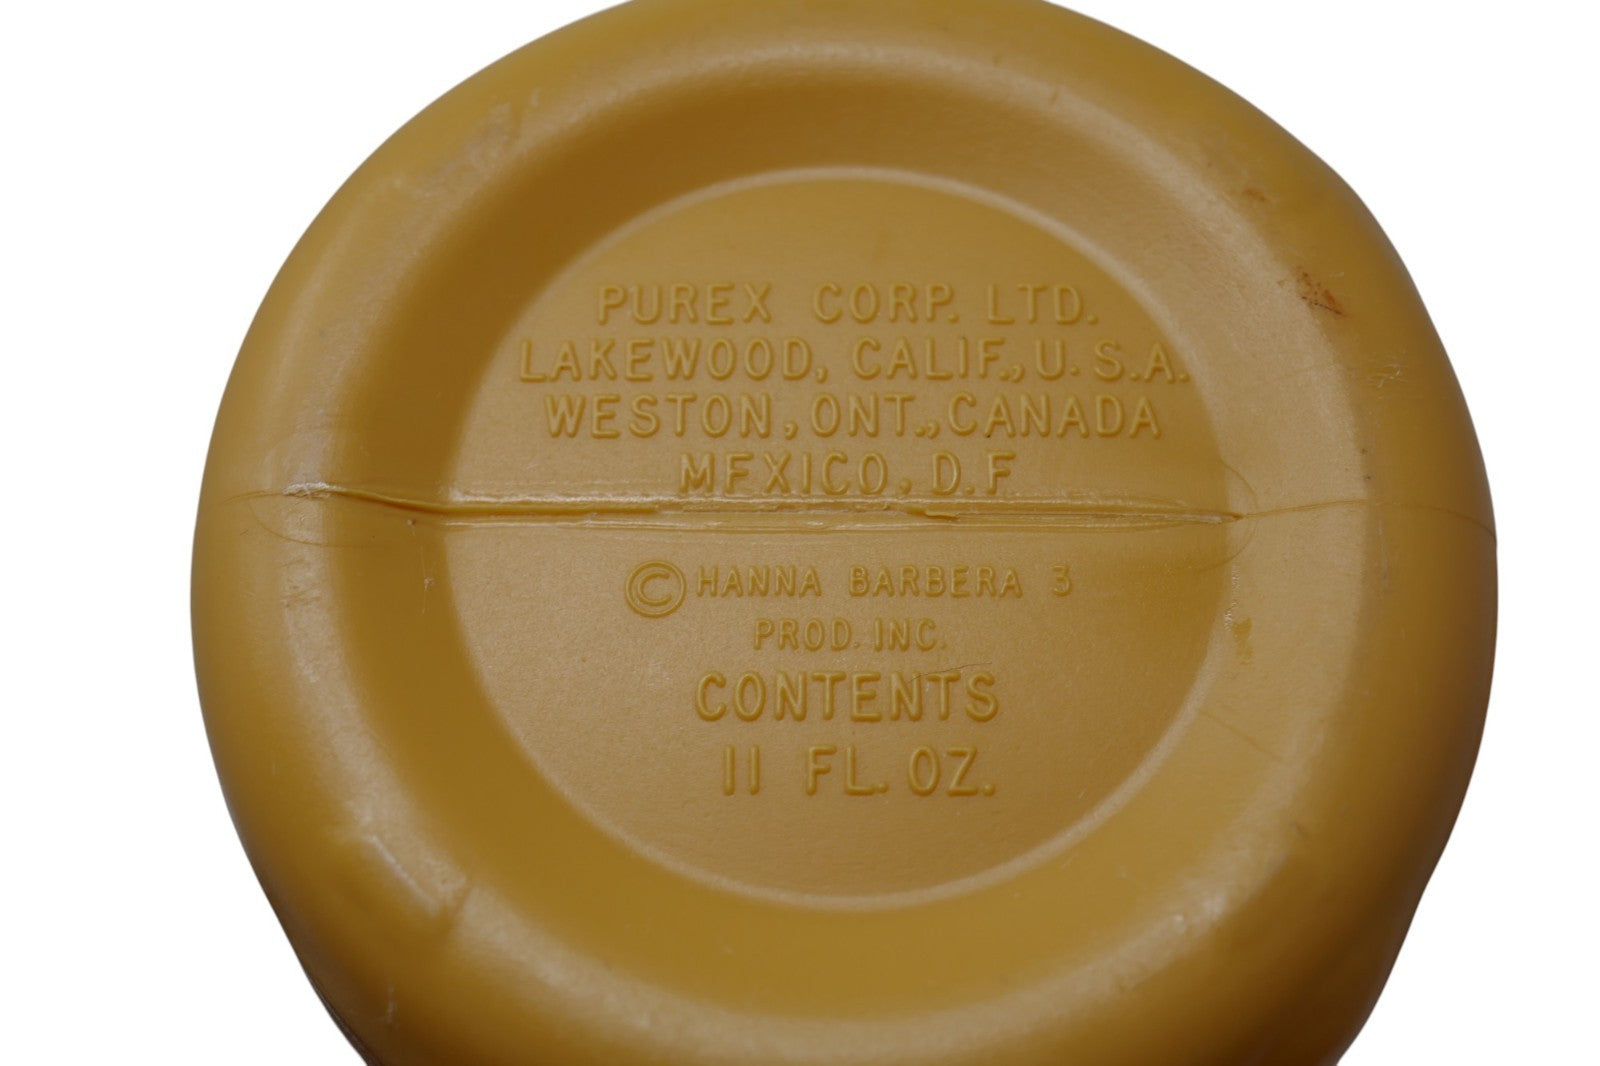 PUREX CORP. LTD.
LAKEWOOD, CALIF., U.S.A.
WESTON, ONT., CANADA
MEXICO, D.F
© HANNA BARBERA 3
PROD. INC.
CONTENTS
11 FL. OZ.